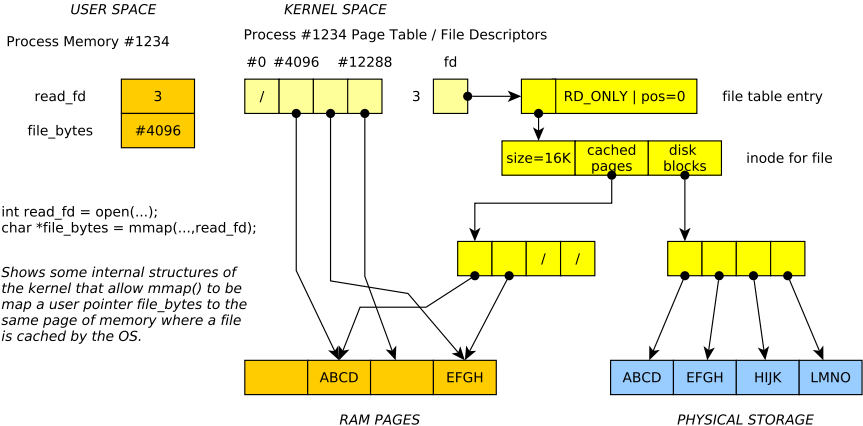 USER SPACE
KERNEL SPACE
Process Memory #1234
Process #1234 Page Table / File Descriptors
#0 #4096 #12288 fd
read_fd 3
/
3
RD_ONLY | pos=0
file table entry
file_bytes #4096
size=16K
cached
pages
disk
blocks
inode for file
int read_fd = open(...);
char *file_bytes = mmap(...,read_fd);
/ /
Shows some internal structures of
the kernel that allow mmap() to be
map a user pointer file_bytes to the
same page of memory where a file
is cached by the OS.
ABCD EFGH
ABCD EFGH HIJK LMNO
RAM PAGES
PHYSICAL STORAGE